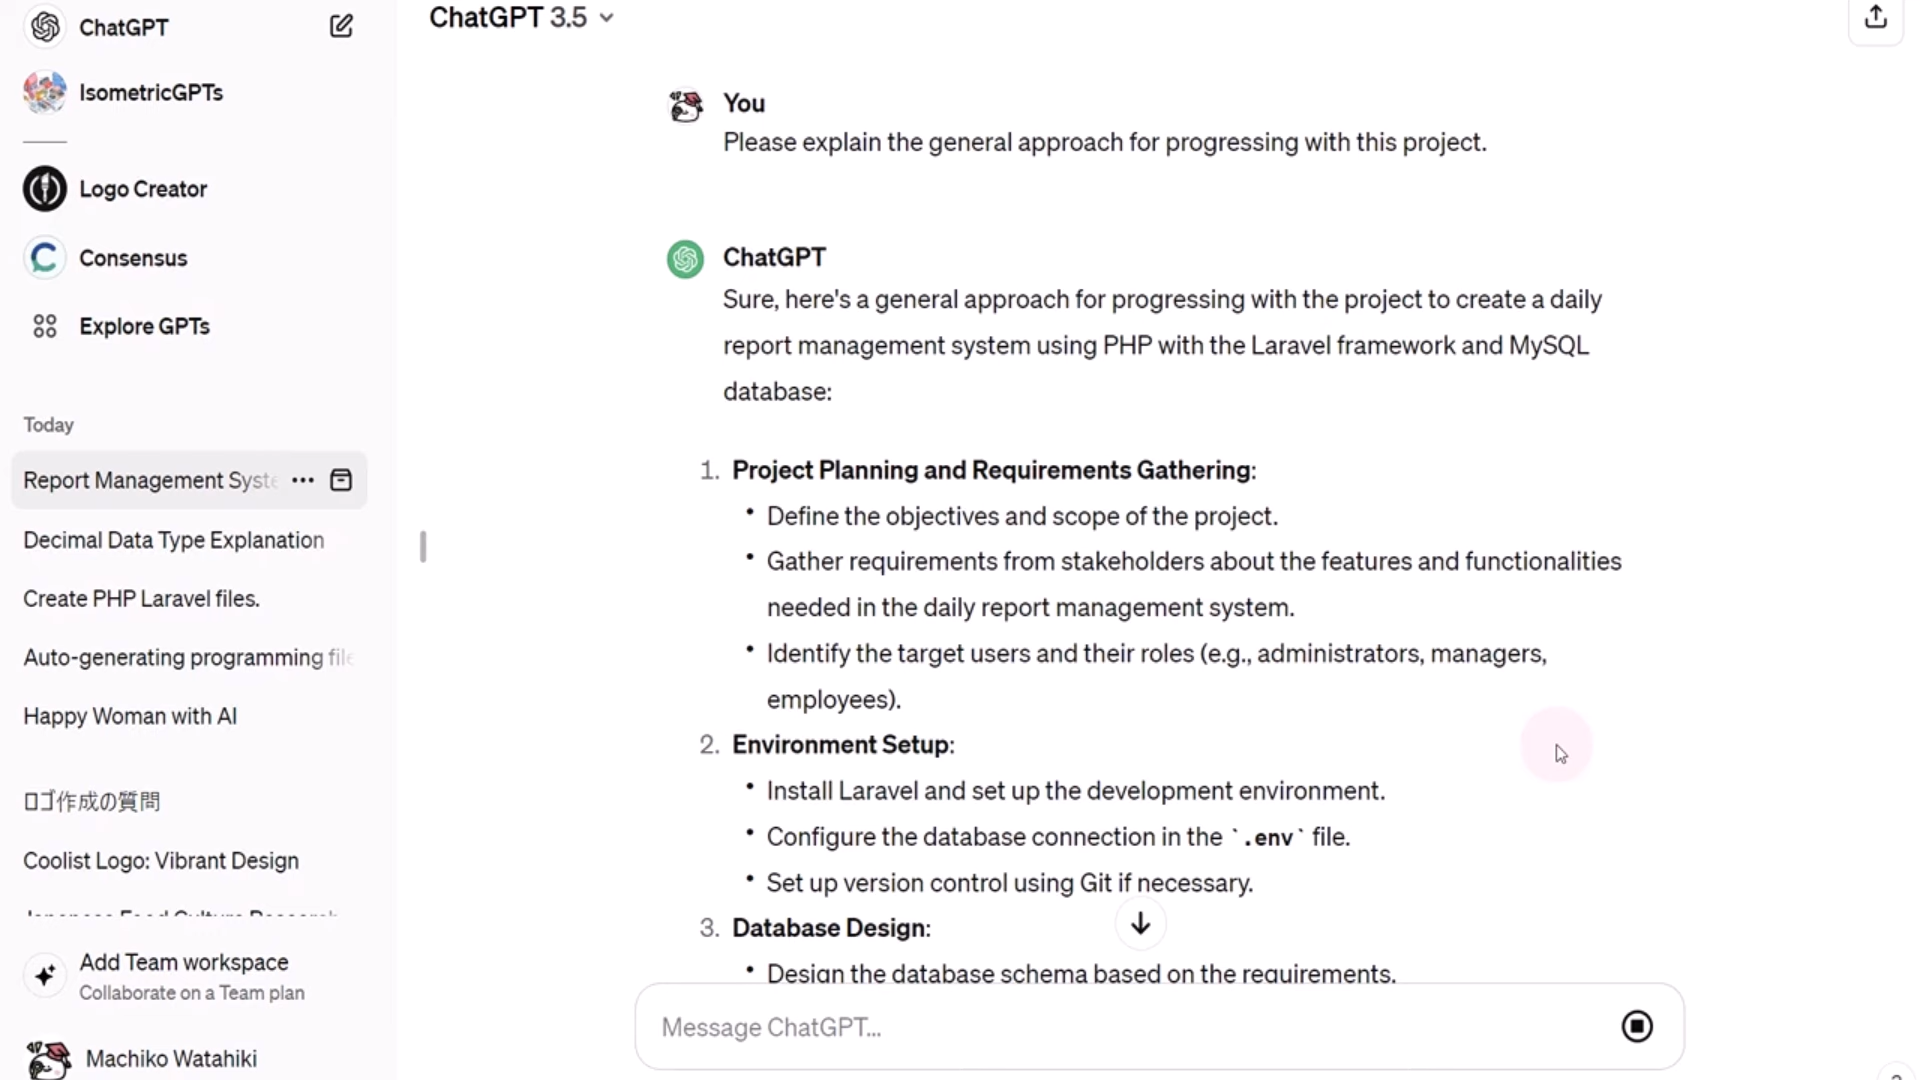 ChatGPT
IsometricGPTs
Logo Creator
Consensus
Explore GPTs
Today
Report Management Syste
Decimal Data Type Explanation
Create PHP Laravel files.
Auto-generating programming file
Happy Woman with AI
ロゴ作成の質問
Coolist Logo: Vibrant Design
Japanese Food Culture Research
Add Team workspace
Collaborate on a Team plan
Machiko Watahiki
ChatGPT 3.5
You
Please explain the general approach for progressing with this project.
ChatGPT
Sure, here's a general approach for progressing with the project to create a daily
report management system using PHP with the Laravel framework and MySQL
database:
1. Project Planning and Requirements Gathering:
• Define the objectives and scope of the project.
• Gather requirements from stakeholders about the features and functionalities
needed in the daily report management system.
• Identify the target users and their roles (e.g., administrators, managers,
employees).
2. Environment Setup:
• Install Laravel and set up the development environment.
• Configure the database connection in the `.env` file.
• Set up version control using Git if necessary.
3. Database Design:
• Design the database schema based on the requirements.
Message ChatGPT...